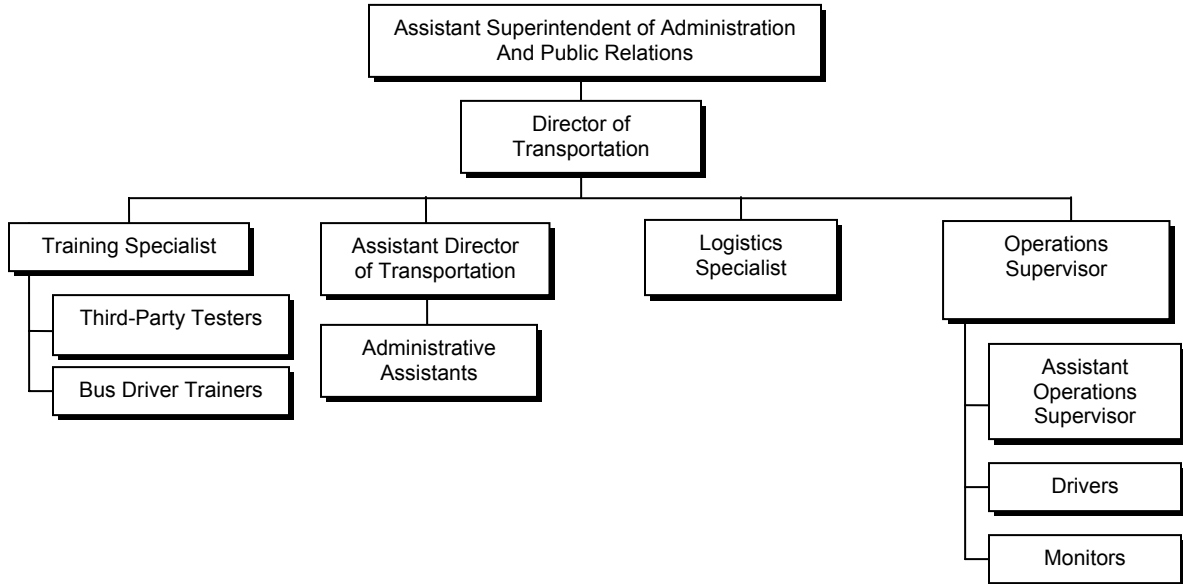 Assistant Superintendent of Administration
And Public Relations
Director of
Transportation
Training Specialist
Assistant Director
of Transportation
Logistics
Specialist
Operations
Supervisor
Third-Party Testers
Bus Driver Trainers
Administrative
Assistants
Assistant
Operations
Supervisor
Drivers
Monitors